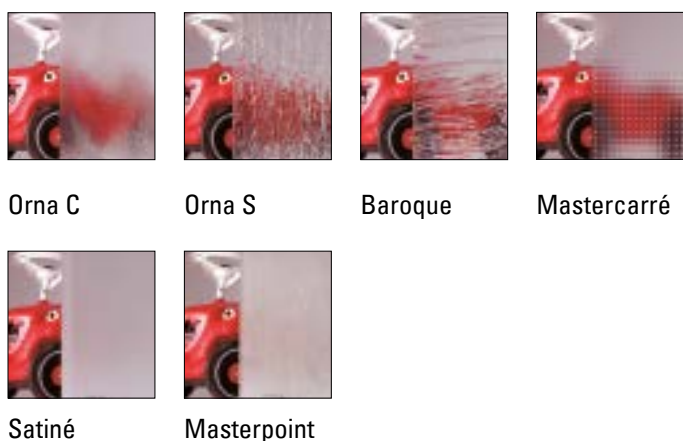 Orna C
Orna S
Baroque
Mastercarré
Satiné
Masterpoint